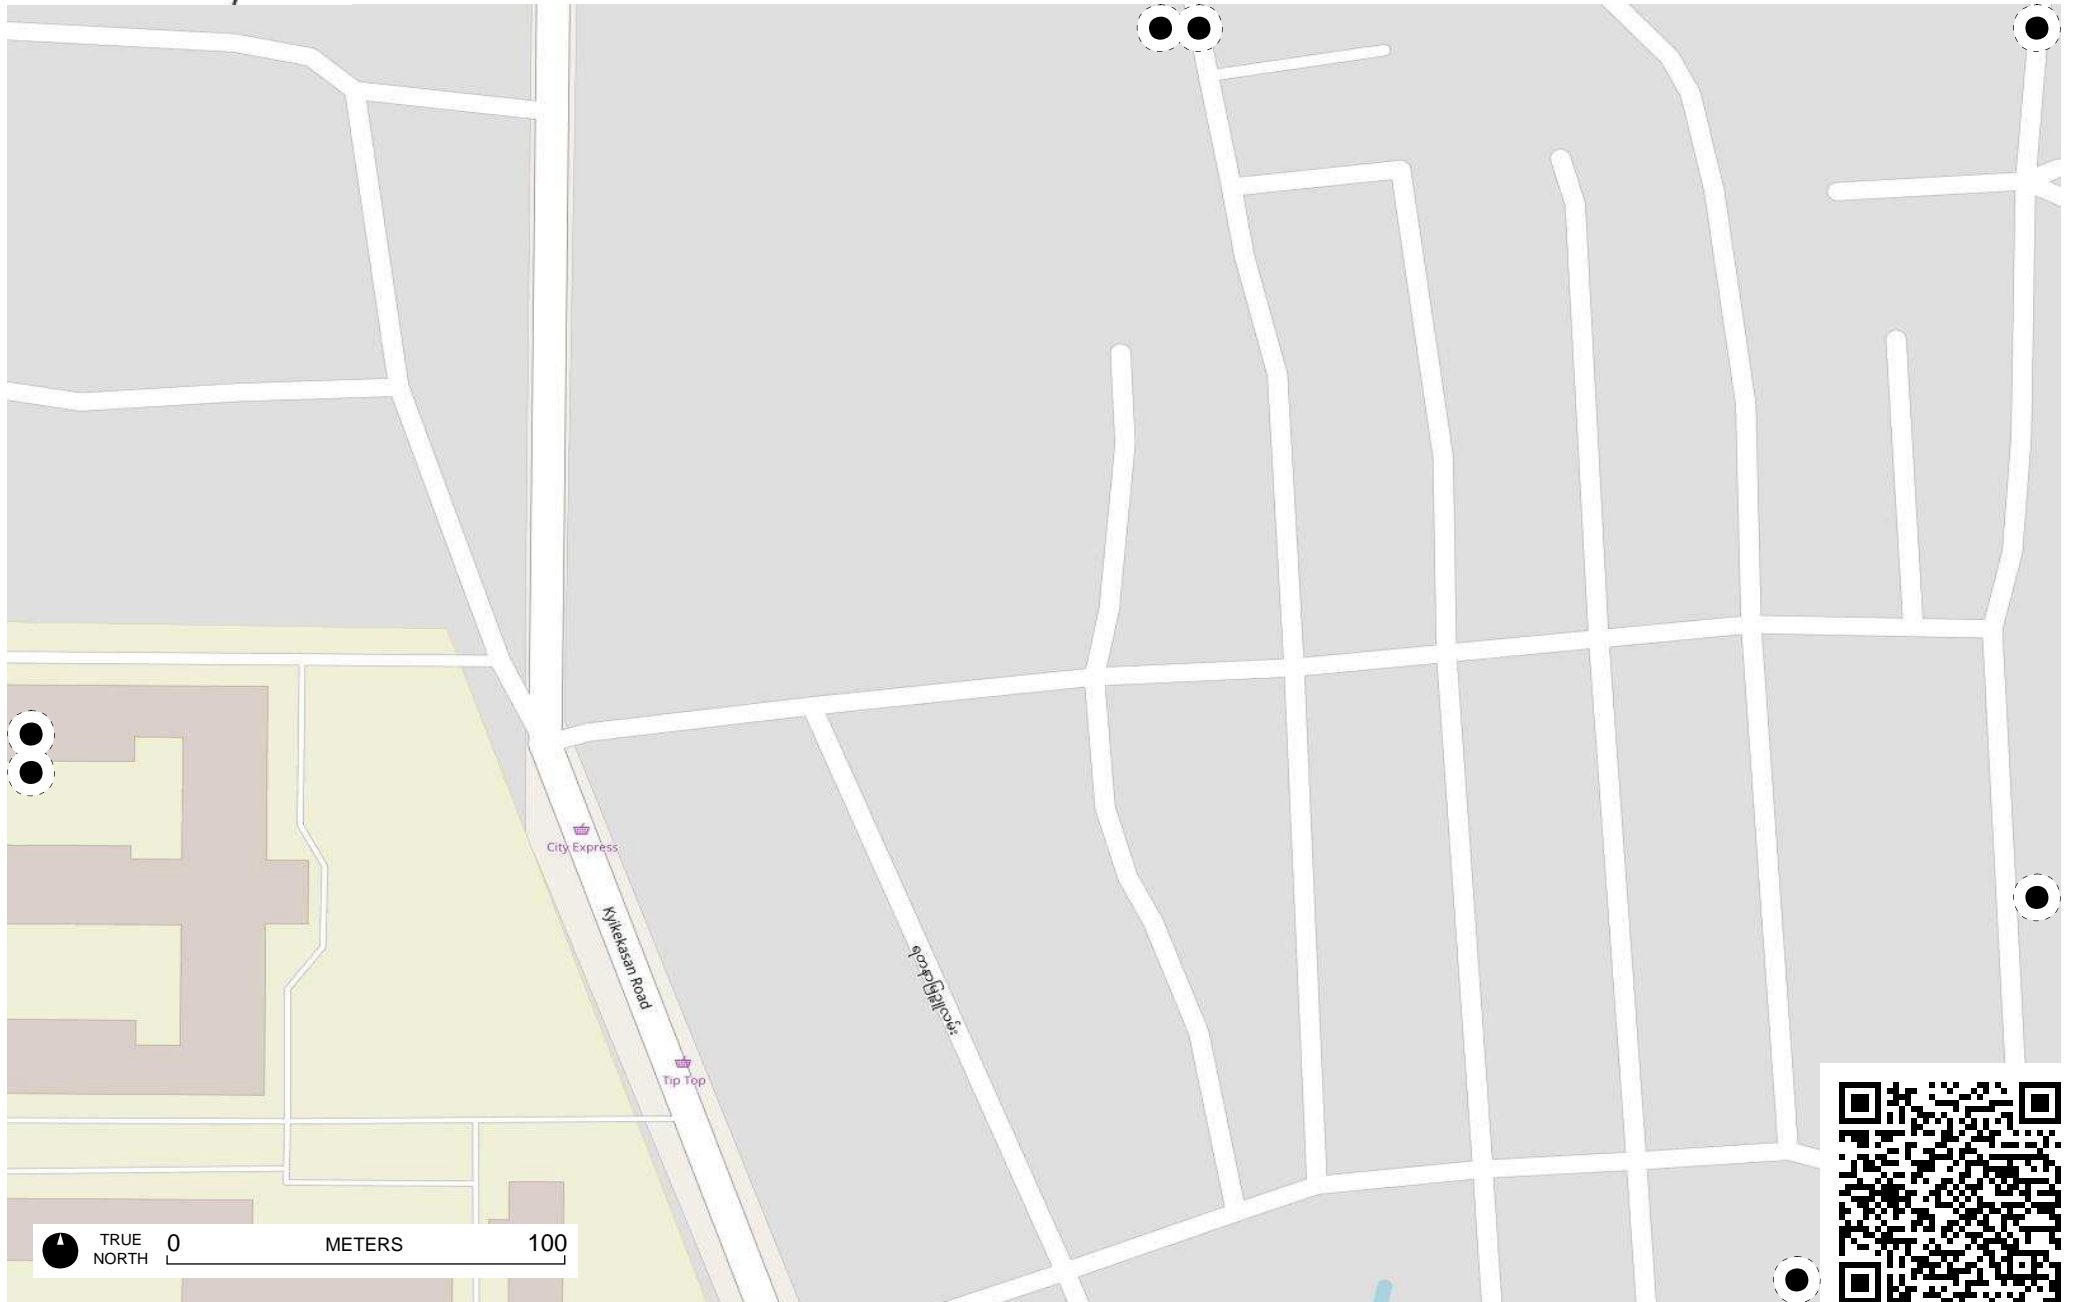 City Express
Kyikekasan Road
Tip Top
TRUE
NORTH
0 METERS 100